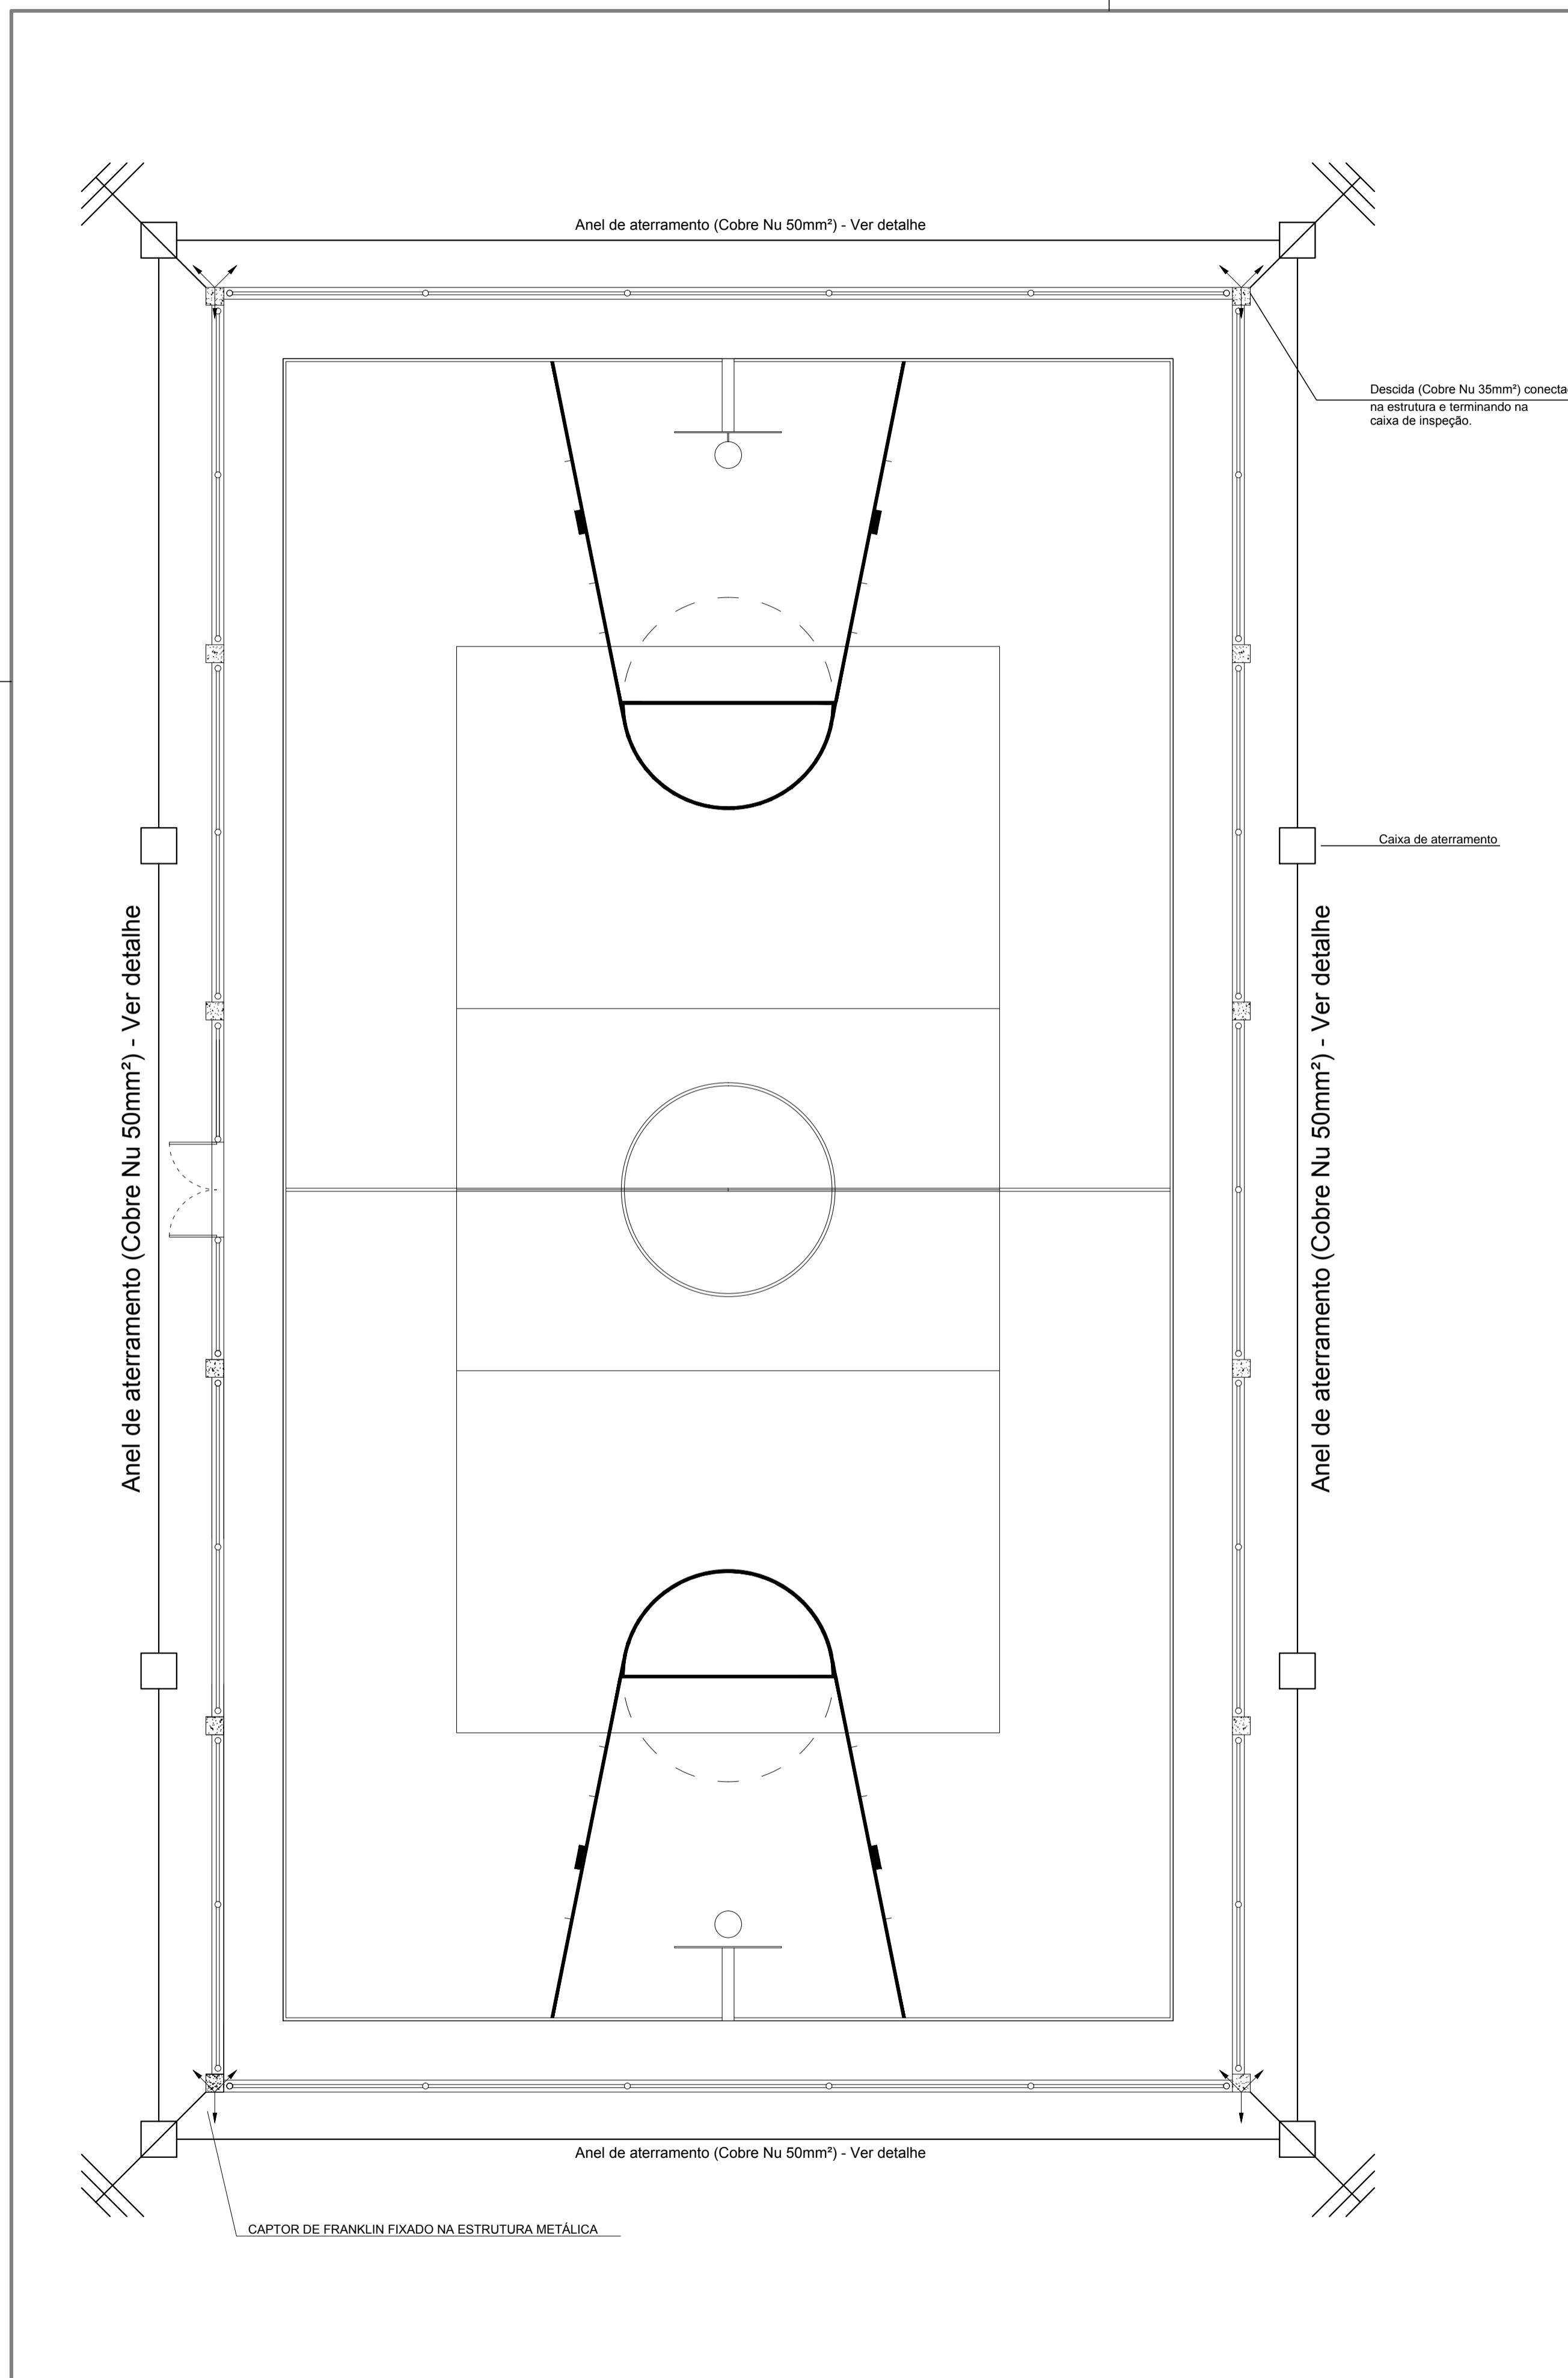 Anel de aterramento (Cobre Nu 50mm²) - Ver detalhe
Descida (Cobre Nu 35mm²)
na estrutura e terminando na
caixa de inspeção.
Caixa de aterramento
Anel de aterramento (Cobre Nu 50mm²) - Ver detalhe
Anel de aterramento (Cobre Nu 50mm²) - Ver detalhe
Anel de aterramento (Cobre Nu 50mm²) - Ver detalhe
CAPTOR DE FRANKLIN FIXADO NA ESTRUTURA METÁLICA